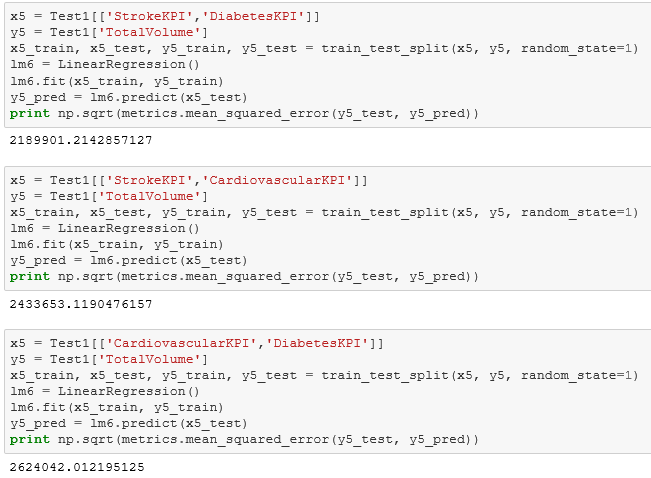 x5 = Test1[['StrokeKPI','DiabetesKPI']]
y5 = Test1['TotalVolume']
x5_train, x5_test, y5_train, y5_test = train_test_split(x5, y5, random_state=1)
lm6 = LinearRegression()
lm6.fit(x5_train, y5_train)
y5_pred = lm6.predict(x5_test)
print np.sqrt(metrics.mean_squared_error(y5_test, y5_pred))
2189901.2142857127
x5 = Test1[['StrokeKPI','CardiovascularKPI']]
y5 = Test1['TotalVolume']
x5_train, x5_test, y5_train, y5_test = train_test_split(x5, y5, random_state=1)
lm6 = LinearRegression()
lm6.fit(x5_train, y5_train)
y5_pred = lm6.predict(x5_test)
print np.sqrt(metrics.mean_squared_error(y5_test, y5_pred))
2433653.1190476157
x5 = Test1[['CardiovascularKPI','DiabetesKPI']]
y5 = Test1['TotalVolume']
x5_train, x5_test, y5_train, y5_test = train_test_split(x5, y5, random_state=1)
lm6 = LinearRegression()
lm6.fit(x5_train, y5_train)
y5_pred = lm6.predict(x5_test)
print np.sqrt(metrics.mean_squared_error(y5_test, y5_pred))
2624042.012195125